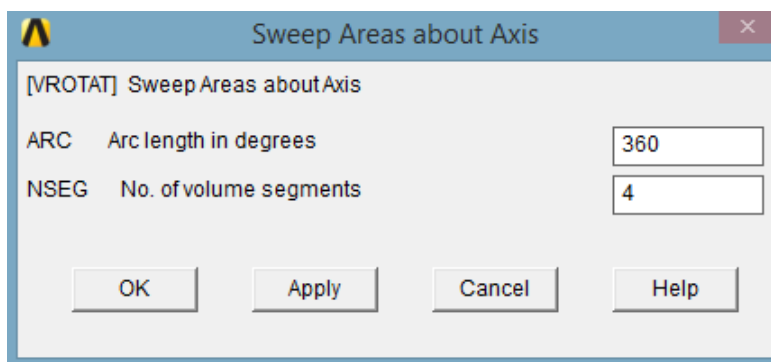 Sweep Areas about Axis
[VROTAT] Sweep Areas about Axis
ARC Arc length in degrees 360
NSEG No. of volume segments 4
OK Apply Cancel Help